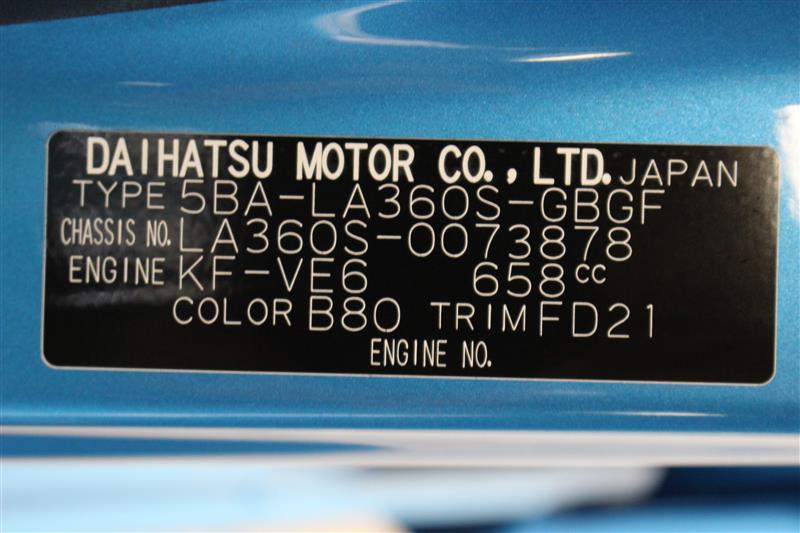 DAIHATSU MOTOR CO., LTD. JAPAN
TYPE 5BA-LA360S-GBGF
CHASSIS NO. LA360S-0073878
ENGINE KF-VE6 658cc
COLOR B80 TRIM FD21
ENGINE NO.